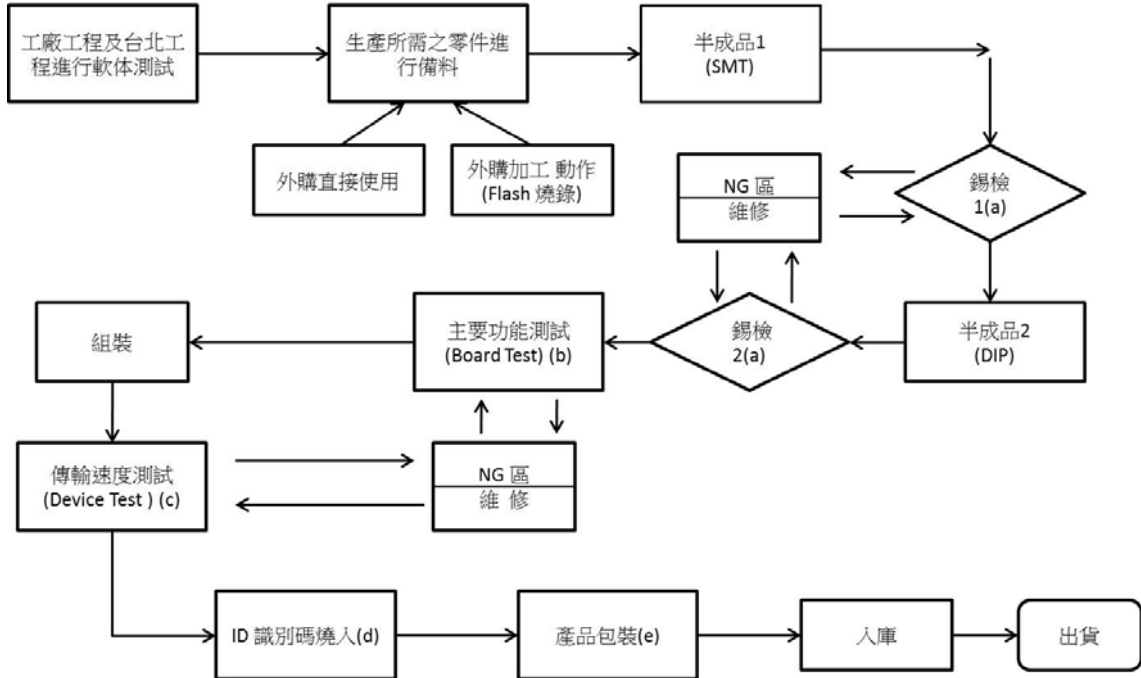 工廠工程及台北工
程進行軟体測試
生產所需之零件進
行備料
半成品1
(SMT)
外購直接使用
外購加工 動作
(Flash 燒錄)
NG 區
維修
錫檢
1(a)
組裝
主要功能測試
(Board Test) (b)
錫檢
2(a)
半成品2
(DIP)
傳輸速度測試
(Device Test ) (c)
NG 區
維 修
ID 識別碼燒入(d)
產品包裝(e)
入庫
出貨